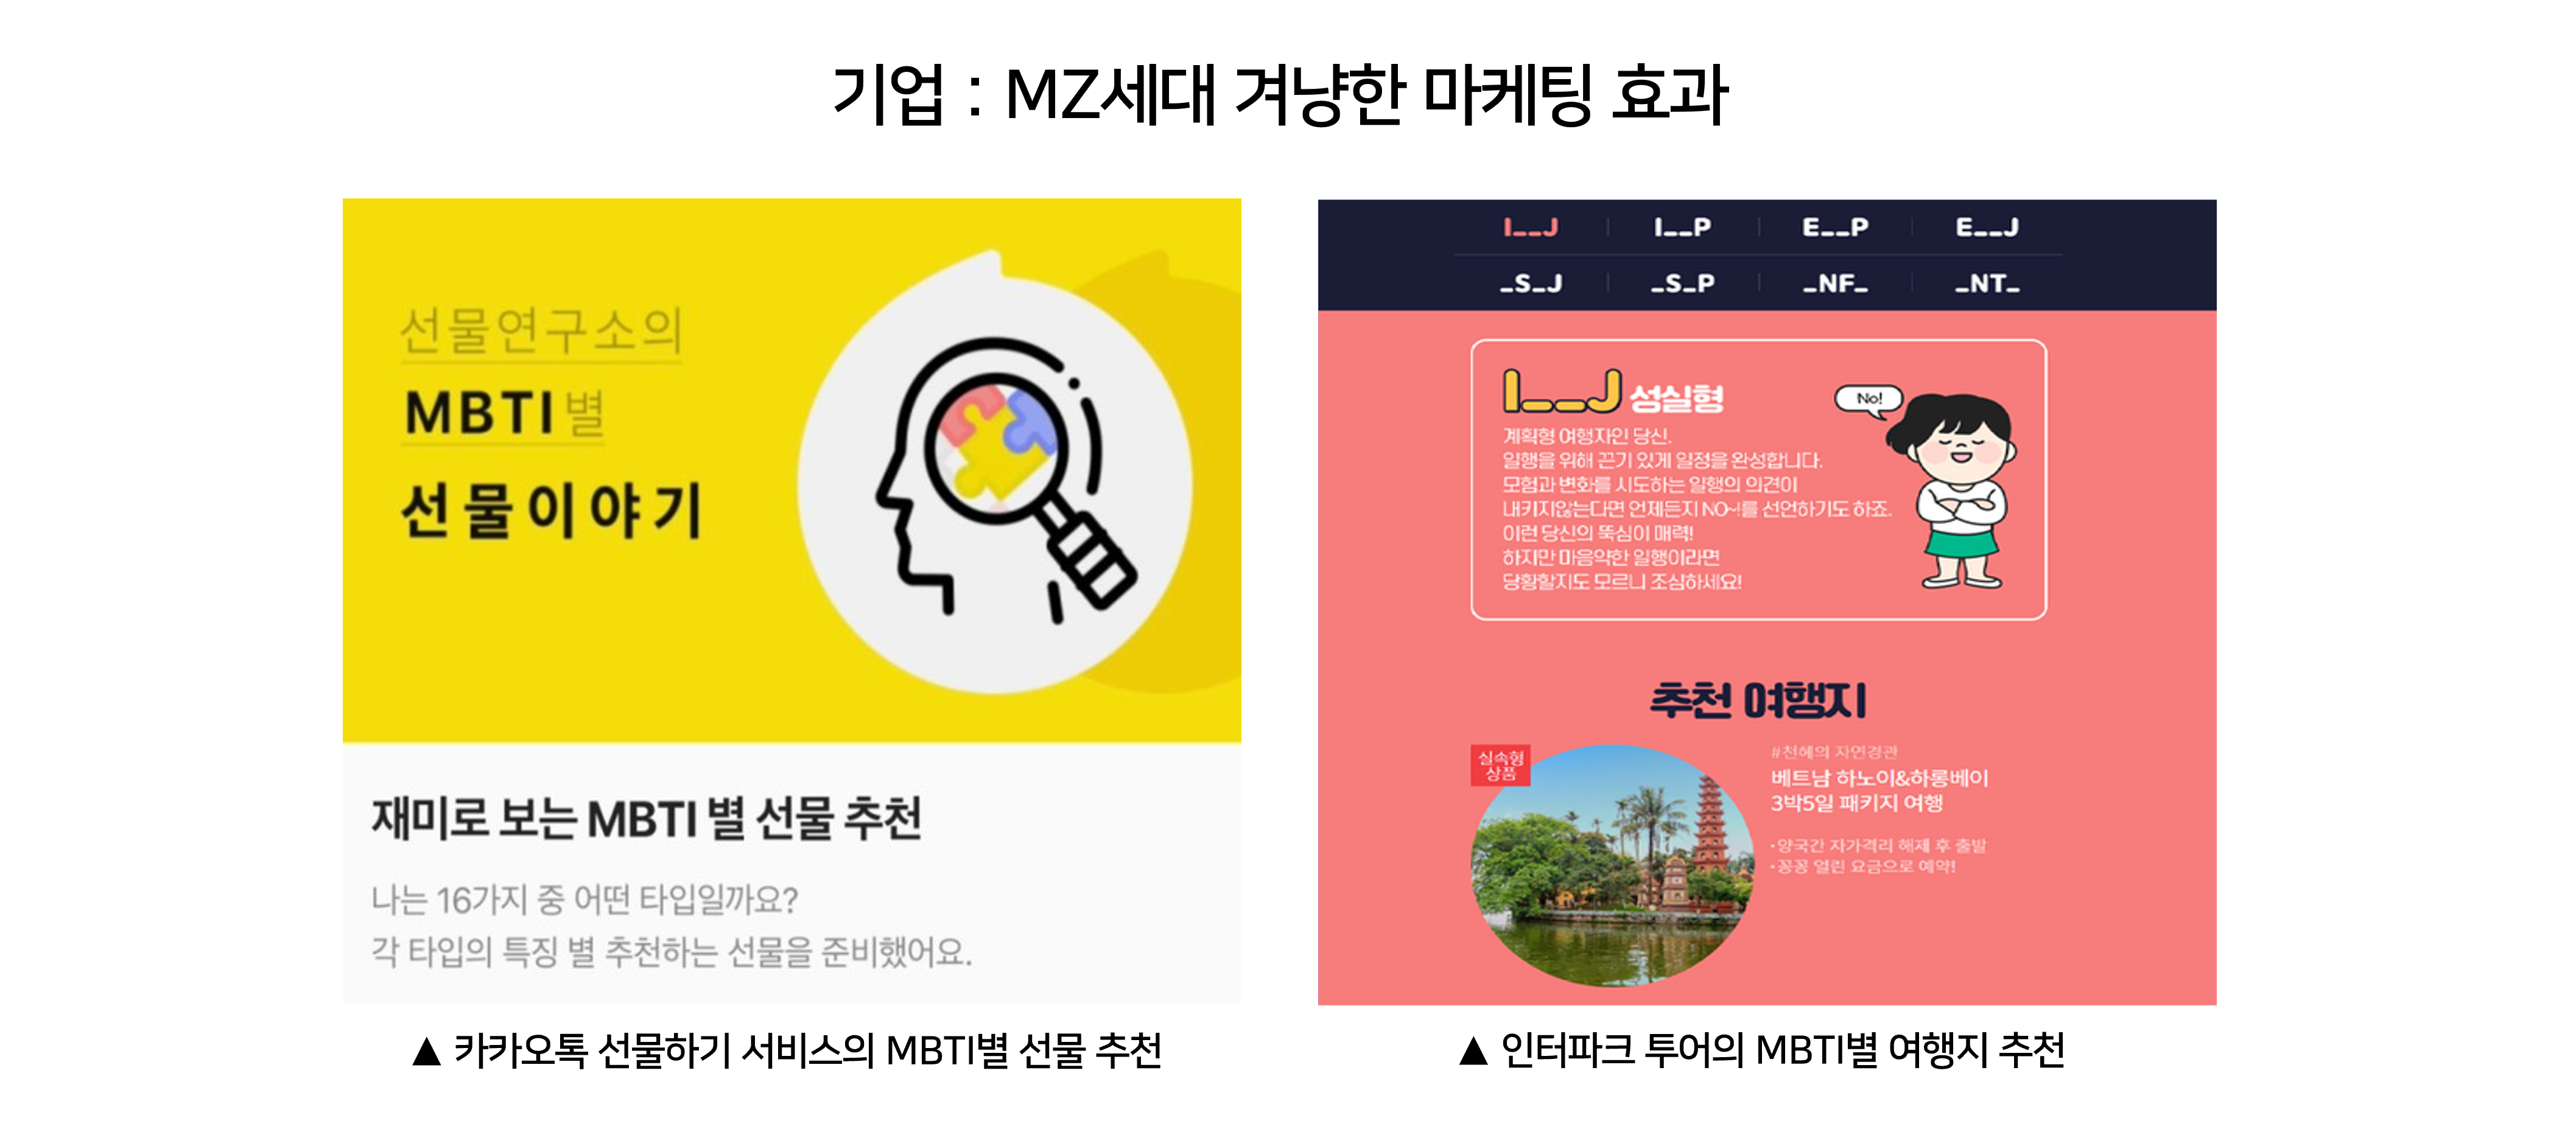 기업 : MZ세대 겨냥한 마케팅 효과
선물연구소의
MBTI 별
선물이야기
재미로 보는 MBTI 별 선물 추천
나는 16가지 중 어떤 타입일까요?
각 타입의 특징 별 추천하는 선물을 준비했어요.
▲ 카카오톡 선물하기 서비스의 MBTI별 선물 추천
I__J I__P E__P E__J
_S_J _S_P _NF_ _NT_
I__J 성실형
No!
계획형 여행자인 당신.
일행을 위해 끈기 있게 일정을 완성합니다.
모험과 변화를 시도하는 일행의 의견이
내키지않는다면 언제든지 NO~!를 선언하기도 하죠.
이런 당신의 뚝심이 매력!
하지만 마음약한 일행이라면
당황할지도 모르니 조심하세요!
추천 여행지
실속형
상품
#천혜의 자연경관
베트남 하노이&하롱베이
3박5일 패키지 여행
·양국간 자가격리 해제 후 출발
·꽁꽁 얼린 요금으로 예약!
▲ 인터파크 투어의 MBTI별 여행지 추천